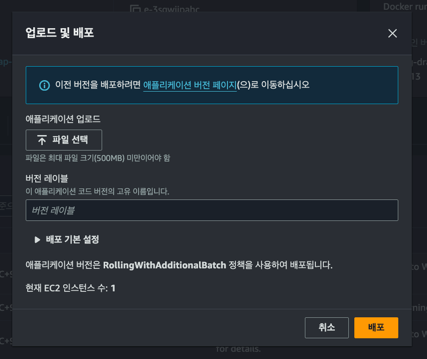 e-3snwijpabr
Docker run
업로드 및 배포
이전 버전을 배포하려면 애플리케이션 버전 페이지(으)로 이동하십시오
애플리케이션 업로드
파일 선택
파일은 최대 파일 크기(500MB) 미만이어야 함
버전 레이블
이 애플리케이션 코드 버전의 고유 이름입니다.
버전 레이블
배포 기본 설정
애플리케이션 버전은 RollingWithAdditionalBatch 정책을 사용하여 배포됩니다.
현재 EC2 인스턴스 수: 1
취소
배포
for details.